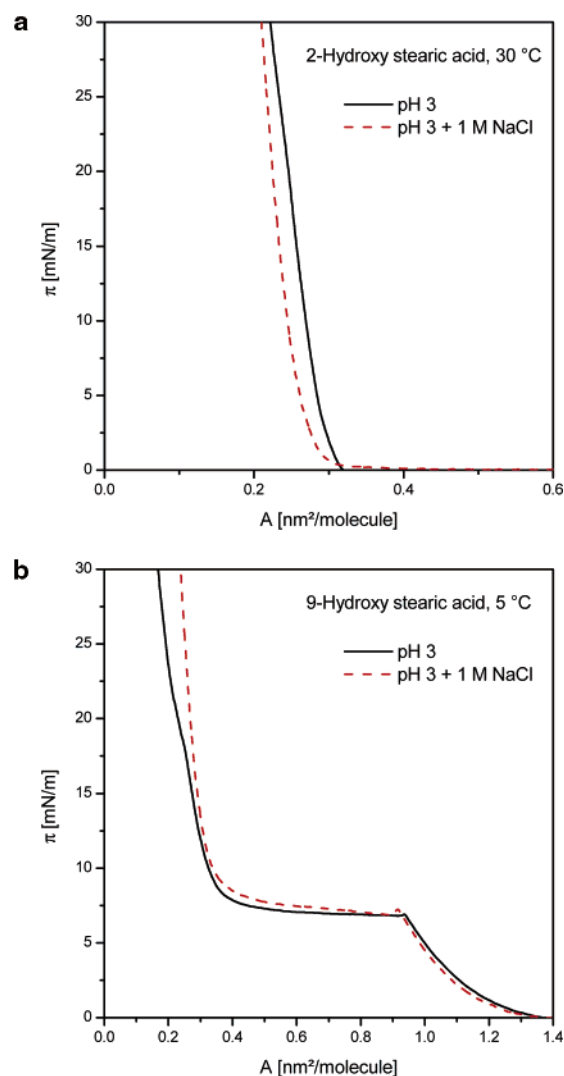 a
30
25
20
15
10
5
0
π [mN/m]
2-Hydroxy stearic acid, 30 °C
pH 3
pH 3 + 1 M NaCl
0.0 0.2 0.4 0.6
A [nm²/molecule]
b
30
25
20
15
10
5
0
π [mN/m]
9-Hydroxy stearic acid, 5 °C
pH 3
pH 3 + 1 M NaCl
0.0 0.2 0.4 0.6 0.8 1.0 1.2 1.4
A [nm²/molecule]